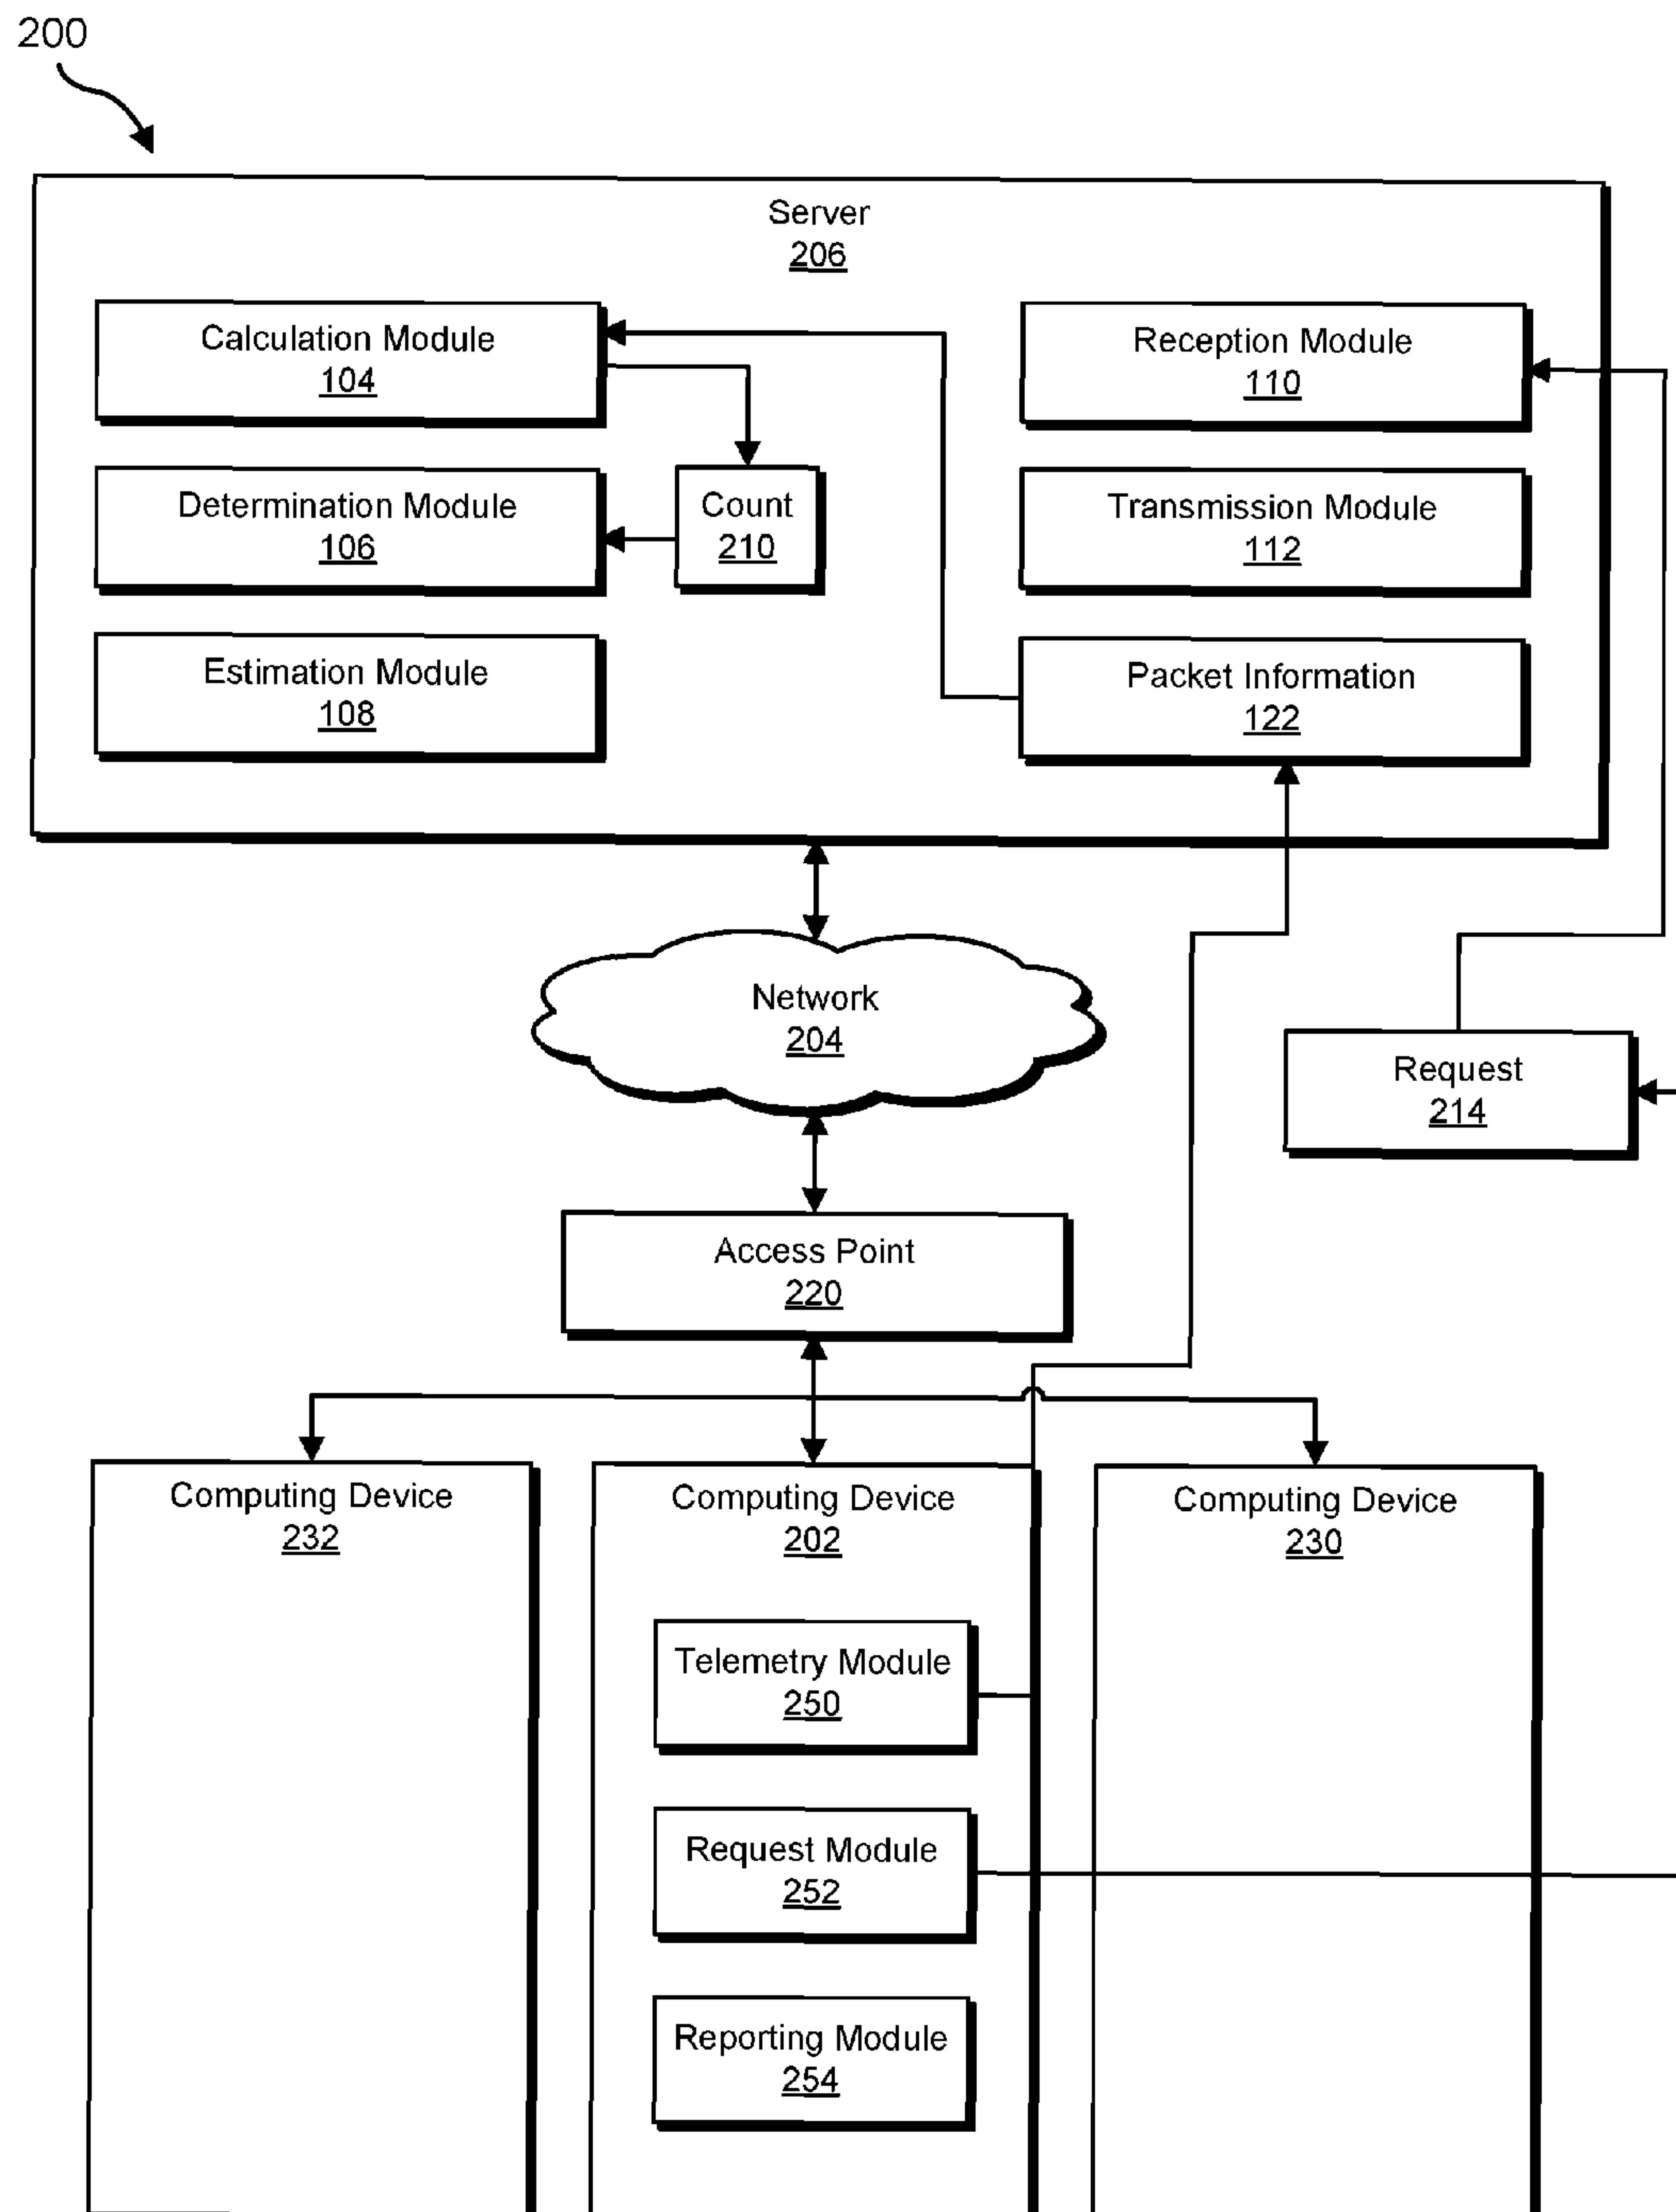 200
Server
206
Calculation Module
104
Reception Module
110
Determination Module
106
Count
210
Transmission Module
112
Estimation Module
108
Packet Information
122
Network
204
Request
214
Access Point
220
Computing Device
232
Computing Device
202
Computing Device
230
Telemetry Module
250
Request Module
252
Reporting Module
254